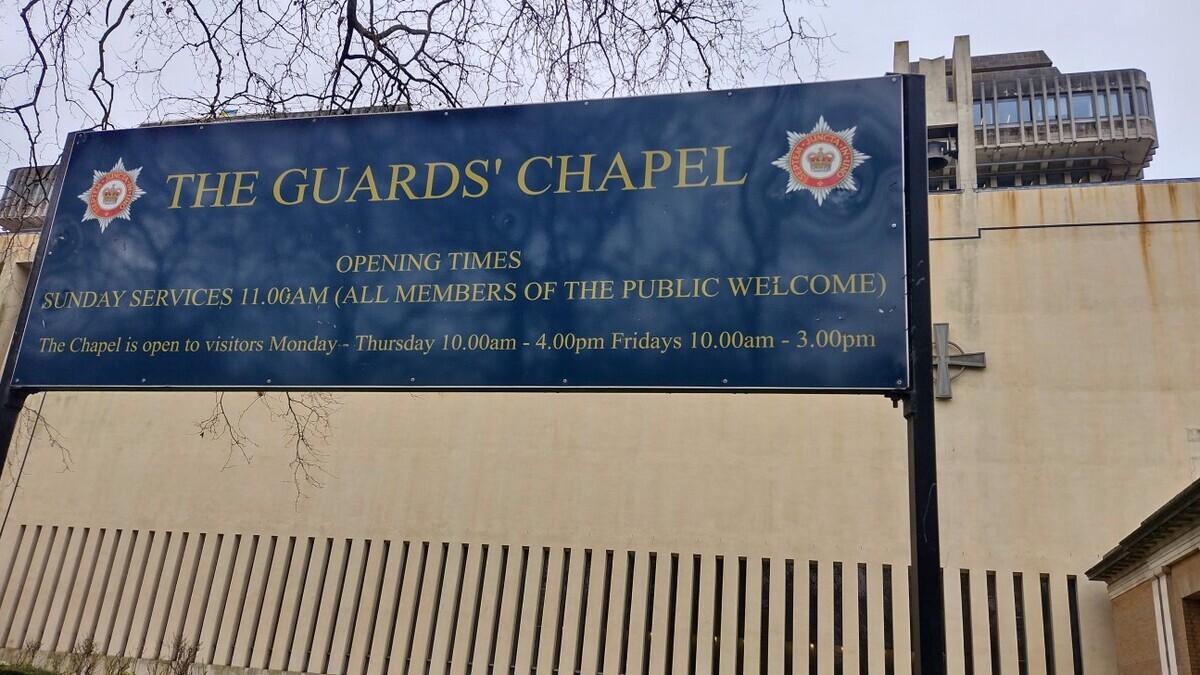 THE GUARDS' CHAPEL
OPENING TIMES
SUNDAY SERVICES 11.00AM (ALL MEMBERS OF THE PUBLIC WELCOME)
The Chapel is open to visitors Monday - Thursday 10.00am - 4.00pm Fridays 10.00am - 3.00pm